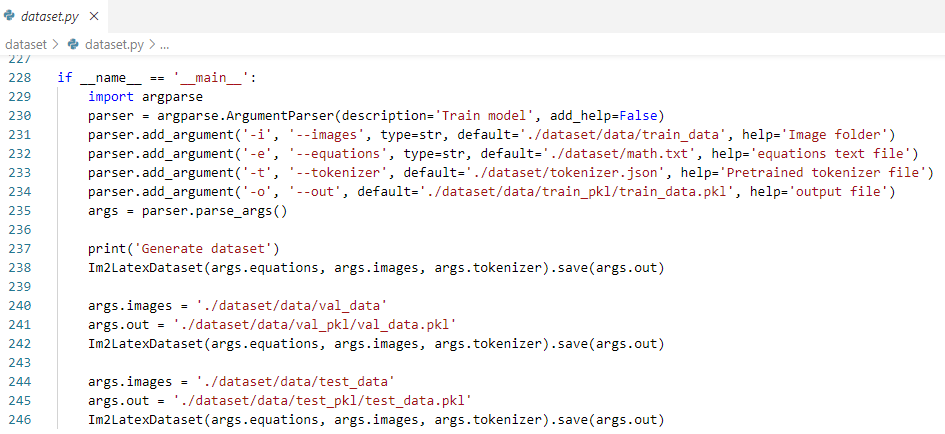 dataset.py ×
dataset > dataset.py > ...
227
228 if __name__ == '__main__':
229     import argparse
230     parser = argparse.ArgumentParser(description='Train model', add_help=False)
231     parser.add_argument('-i', '--images', type=str, default='./dataset/data/train_data', help='Image folder')
232     parser.add_argument('-e', '--equations', type=str, default='./dataset/math.txt', help='equations text file')
233     parser.add_argument('-t', '--tokenizer', default='./dataset/tokenizer.json', help='Pretrained tokenizer file')
234     parser.add_argument('-o', '--out', default='./dataset/data/train_pkl/train_data.pkl', help='output file')
235     args = parser.parse_args()
236
237     print('Generate dataset')
238     Im2LatexDataset(args.equations, args.images, args.tokenizer).save(args.out)
239
240     args.images = './dataset/data/val_data'
241     args.out = './dataset/data/val_pkl/val_data.pkl'
242     Im2LatexDataset(args.equations, args.images, args.tokenizer).save(args.out)
243
244     args.images = './dataset/data/test_data'
245     args.out = './dataset/data/test_pkl/test_data.pkl'
246     Im2LatexDataset(args.equations, args.images, args.tokenizer).save(args.out)